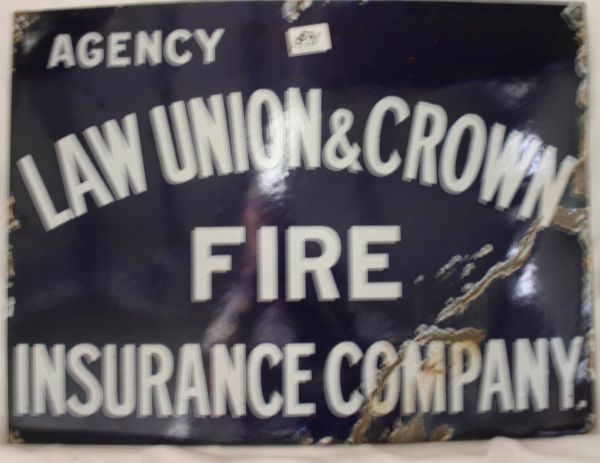 AGENCY
LAW UNION & CROWN
FIRE
INSURANCE COMPANY.